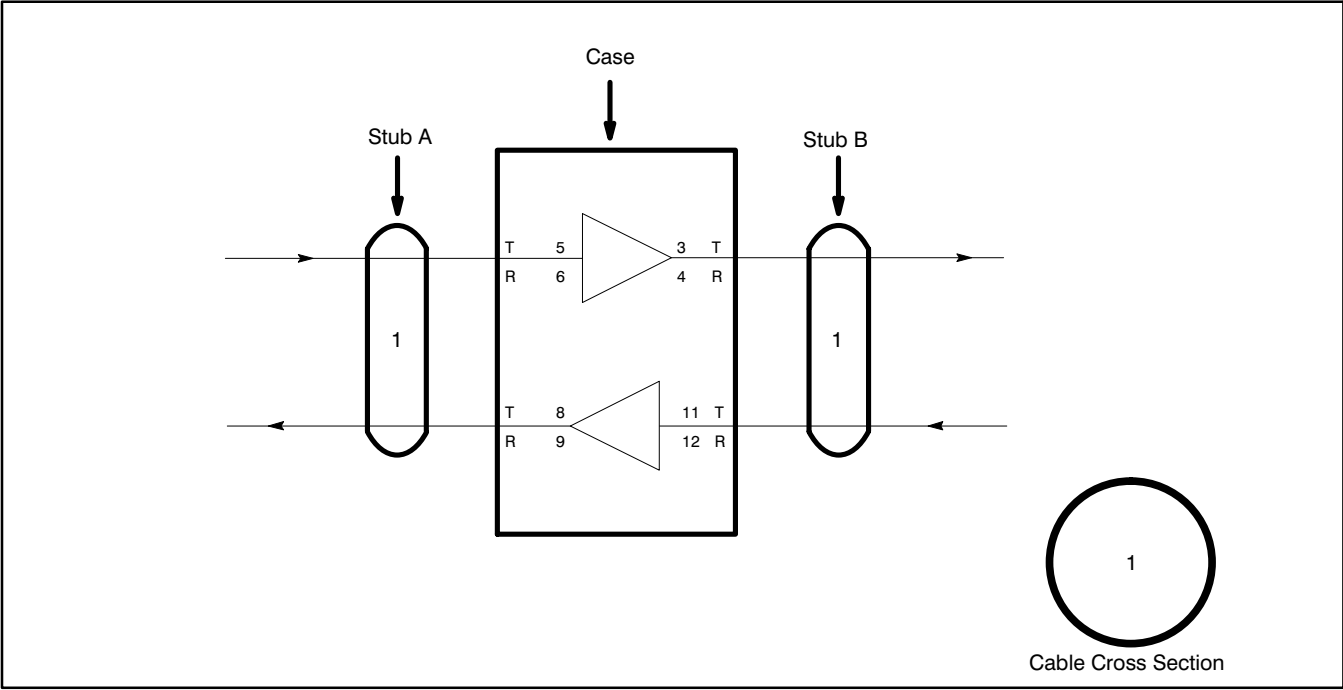 Case
Stub A
Stub B
T 5 3 T
R 6 4 R
1 1
T 8 11 T
R 9 12 R
1
Cable Cross Section